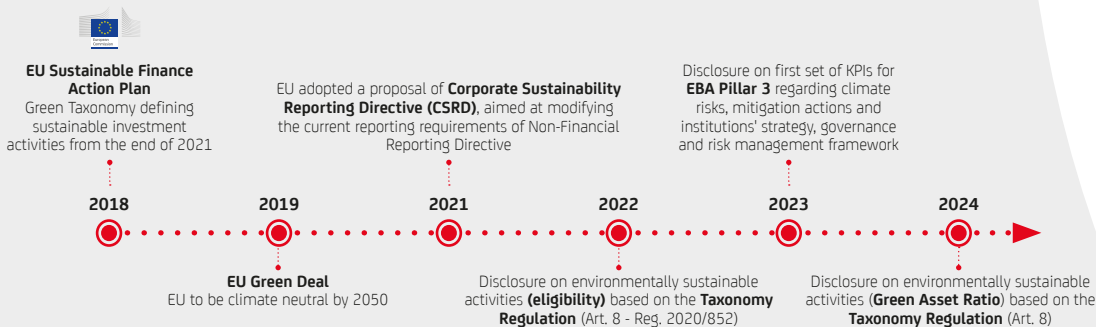 European
Commission
EU Sustainable Finance
Action Plan
Green Taxonomy defining
sustainable investment
activities from the end of 2021
EU adopted a proposal of Corporate Sustainability
Reporting Directive (CSRD), aimed at modifying
the current reporting requirements of Non-Financial
Reporting Directive
Disclosure on first set of KPIs for
EBA Pillar 3 regarding climate
risks, mitigation actions and
institutions' strategy, governance
and risk management framework
2018
2019
2021
2022
2023
2024
EU Green Deal
EU to be climate neutral by 2050
Disclosure on environmentally sustainable
activities (eligibility) based on the Taxonomy
Regulation (Art. 8 - Reg. 2020/852)
Disclosure on environmentally sustainable
activities (Green Asset Ratio) based on the
Taxonomy Regulation (Art. 8)